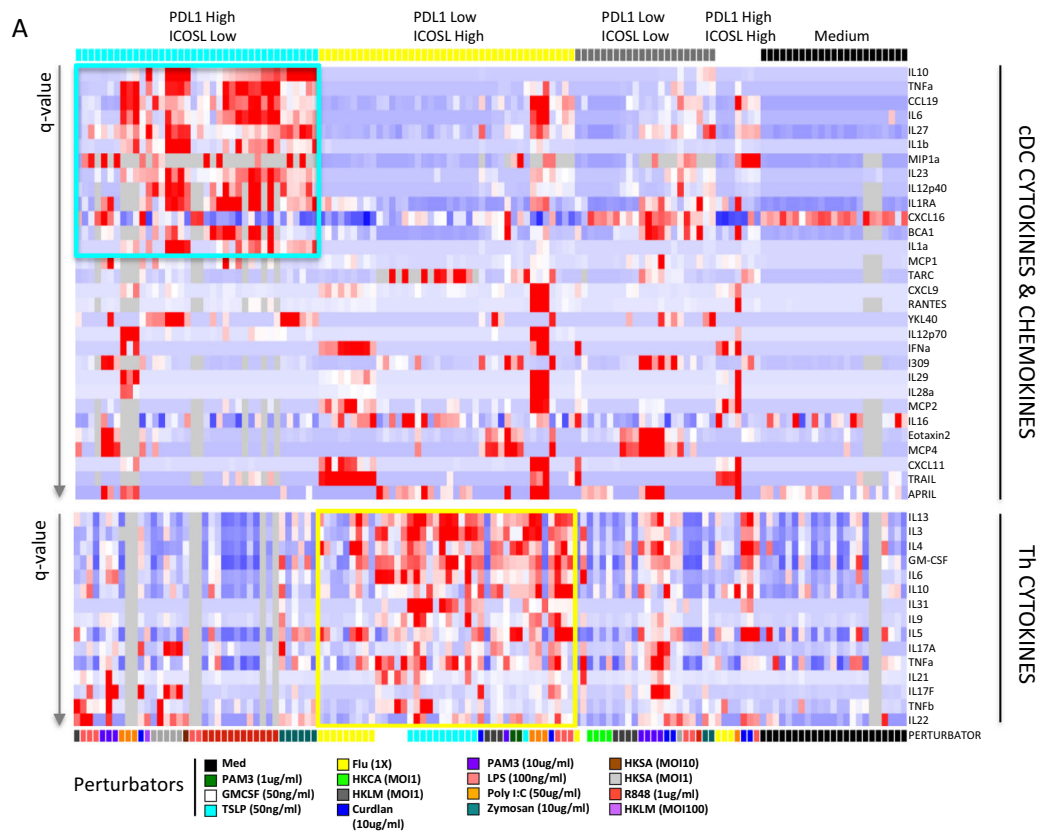 A
PDL1 High
ICOSL Low
PDL1 Low
ICOSL High
PDL1 Low
ICOSL Low
PDL1 High
ICOSL High
Medium
q-value
IL10
TNFa
CCL19
IL6
IL27
IL1b
MIP1a
IL23
IL12p40
IL1RA
CXCL16
BCA1
IL1a
MCP1
TARC
CXCL9
RANTES
YKL40
IL12p70
IFNa
I309
IL29
IL28a
MCP2
IL16
Eotaxin2
MCP4
CXCL11
TRAIL
APRIL
cDC CYTOKINES & CHEMOKINES
q-value
IL13
IL3
IL4
GM-CSF
IL6
IL10
IL31
IL9
IL5
IL17A
TNFa
IL21
IL17F
TNFb
IL22
Th CYTOKINES
PERTURBATOR
Perturbators
Med
PAM3 (1ug/ml)
GMCSF (50ng/ml)
TSLP (50ng/ml)
Flu (1X)
HKCA (MOI1)
HKLM (MOI1)
Curdlan
(10ug/ml)
PAM3 (10ug/ml)
LPS (100ng/ml)
Poly I:C (50ug/ml)
Zymosan (10ug/ml)
HKSA (MOI10)
HKSA (MOI1)
R848 (1ug/ml)
HKLM (MOI100)